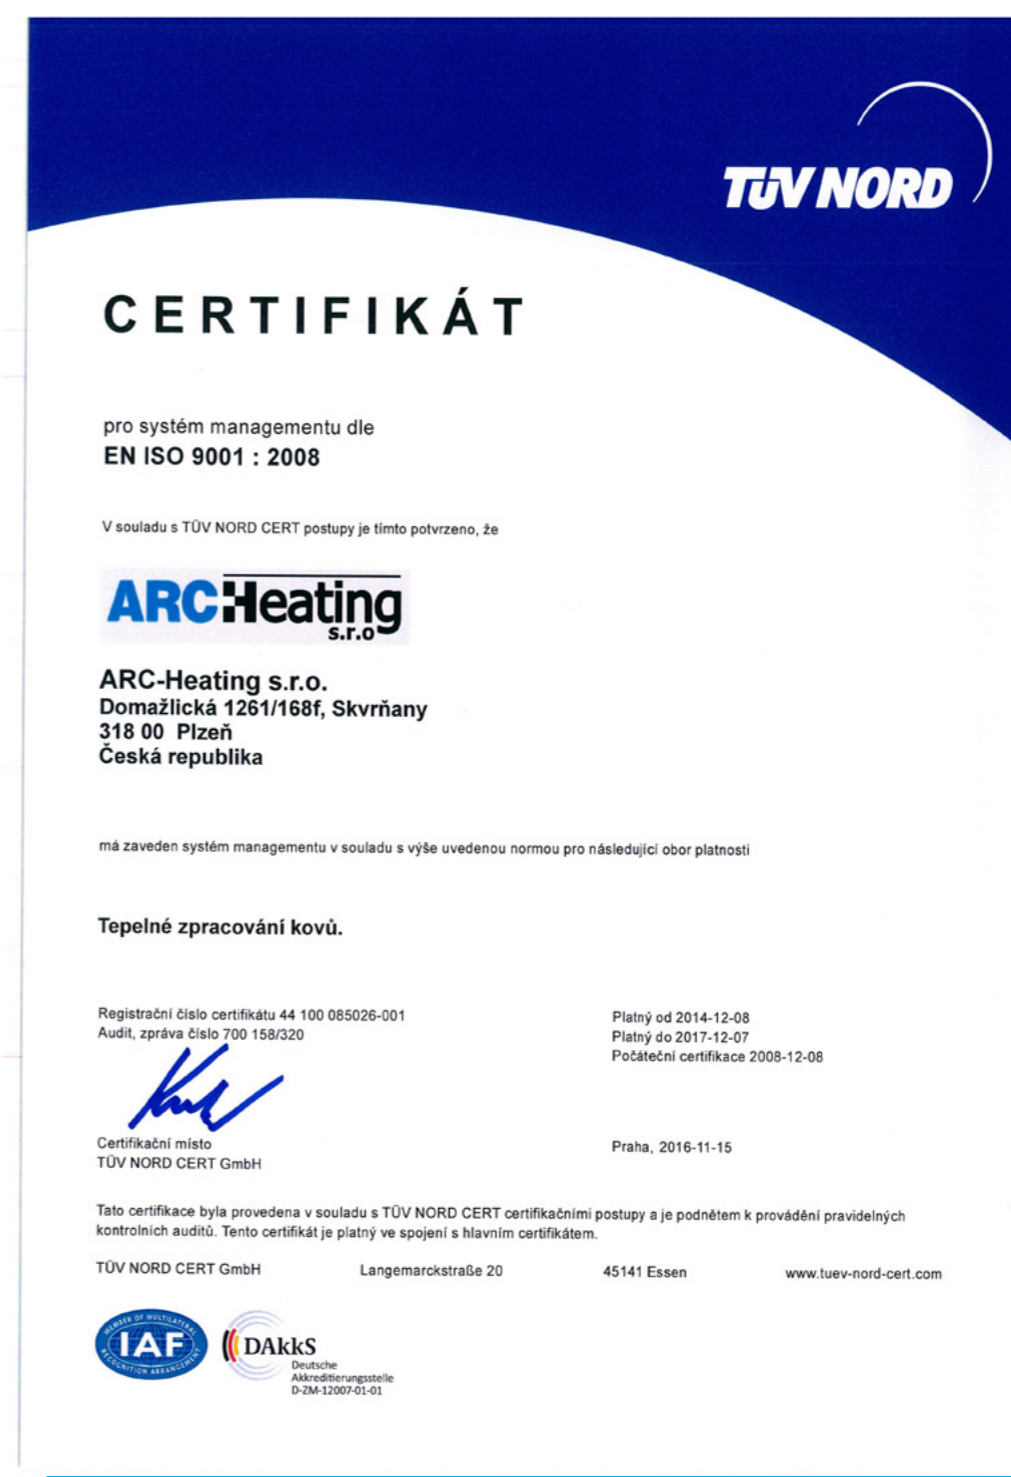 TÜV NORD
CERTIFIKÁT
pro systém managementu dle
EN ISO 9001 : 2008
V souladu s TÜV NORD CERT postupy je tímto potvrzeno, že
ARCHeating
s.r.o
ARC-Heating s.r.o.
Domažlická 1261/168f, Skvrňany
318 00 Plzeň
Česká republika
má zaveden systém managementu v souladu s výše uvedenou normou pro následující obor platnosti
Tepelné zpracování kovů.
Registrační číslo certifikátu 44 100 085026-001
Audit, zpráva číslo 700 158/320
Platný od 2014-12-08
Platný do 2017-12-07
Počáteční certifikace 2008-12-08
Certifikační místo
TÜV NORD CERT GmbH
Praha, 2016-11-15
Tato certifikace byla provedena v souladu s TÜV NORD CERT certifikačními postupy a je podnětem k provádění pravidelných
kontrolních auditů. Tento certifikát je platný ve spojení s hlavním certifikátem.
TÜV NORD CERT GmbH Langemarckstraße 20 45141 Essen www.tuev-nord-cert.com
MEMBER OF MULTILATERAL
IAF
RECOGNITION ARRANGEMENT
DAkkS
Deutsche
Akkreditierungsstelle
D-ZM-12007-01-01